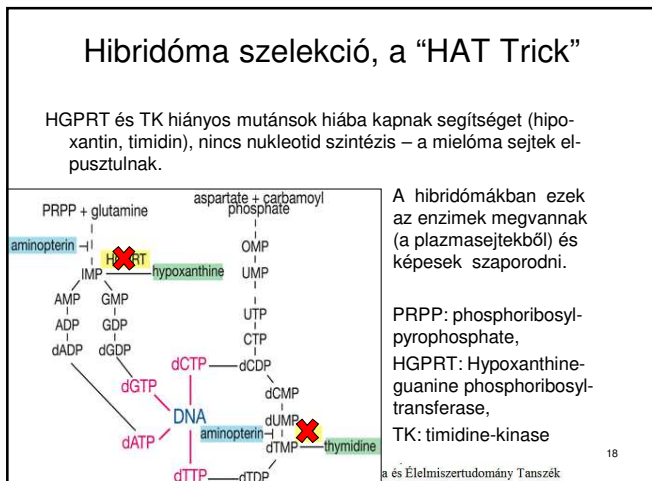 Hibridóma szelekció, a “HAT Trick”
HGPRT és TK hiányos mutánsok hiába kapnak segítséget (hipo-
xantin, timidin), nincs nukleotid szintézis – a mielóma sejtek el-
pusztulnak.
PRPP + glutamine
aspartate + carbamoyl
phosphate
aminopterin
IMP
hypoxanthine
OMP
UMP
AMP
GMP
ADP
GDP
dADP
dGDP
UTP
CTP
dCTP
dCDP
dGTP
dCMP
DNA
dUMP
dATP
aminopterin
dTMP
thymidine
dTTP
dTDP
A hibridómákban ezek
az enzimek megvannak
(a plazmasejtekből) és
képesek szaporodni.
PRPP: phosphoribosyl-
pyrophosphate,
HGPRT: Hypoxanthine-
guanine phosphoribosyl-
transferase,
TK: timidine-kinase
18
a és Élelmiszertudomány Tanszék